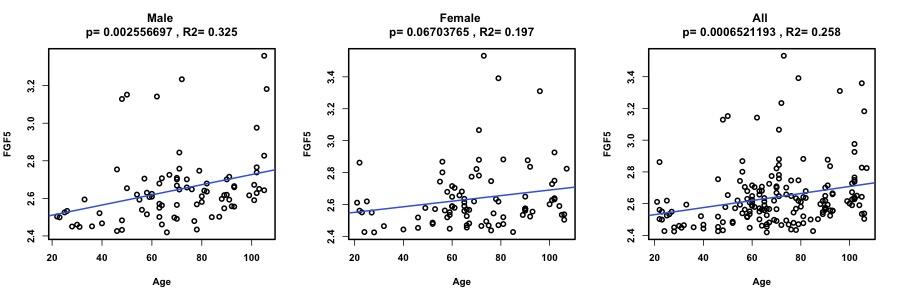 Male
p= 0.002556697 , R2= 0.325
FGF5
3.2
3.0
2.8
2.6
2.4
20 40 60 80 100
Age
Female
p= 0.06703765 , R2= 0.197
FGF5
3.4
3.2
3.0
2.8
2.6
2.4
20 40 60 80 100
Age
All
p= 0.0006521193 , R2= 0.258
FGF5
3.4
3.2
3.0
2.8
2.6
2.4
20 40 60 80 100
Age